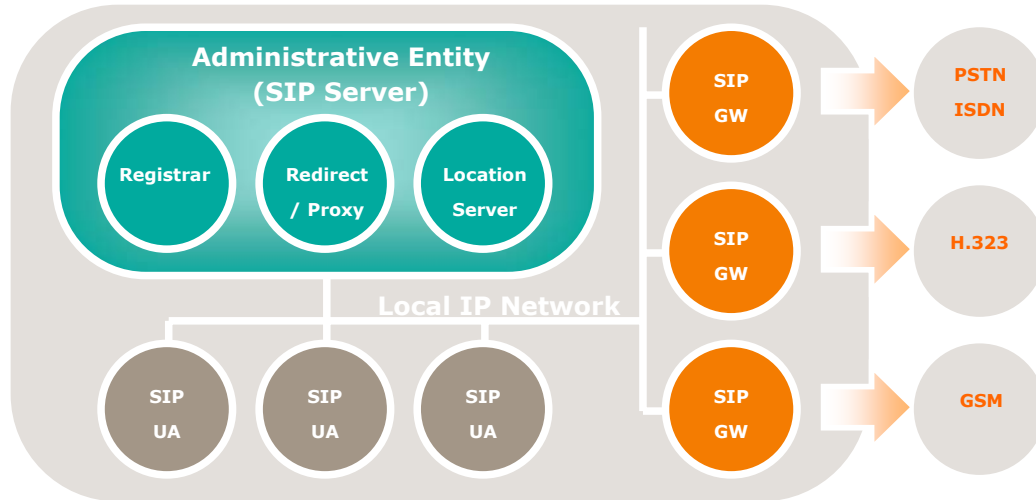 Administrative Entity
(SIP Server)
Registrar
Redirect
/ Proxy
Location
Server
SIP
GW
PSTN
ISDN
SIP
GW
H.323
Local IP Network
SIP
UA
SIP
UA
SIP
UA
SIP
GW
GSM